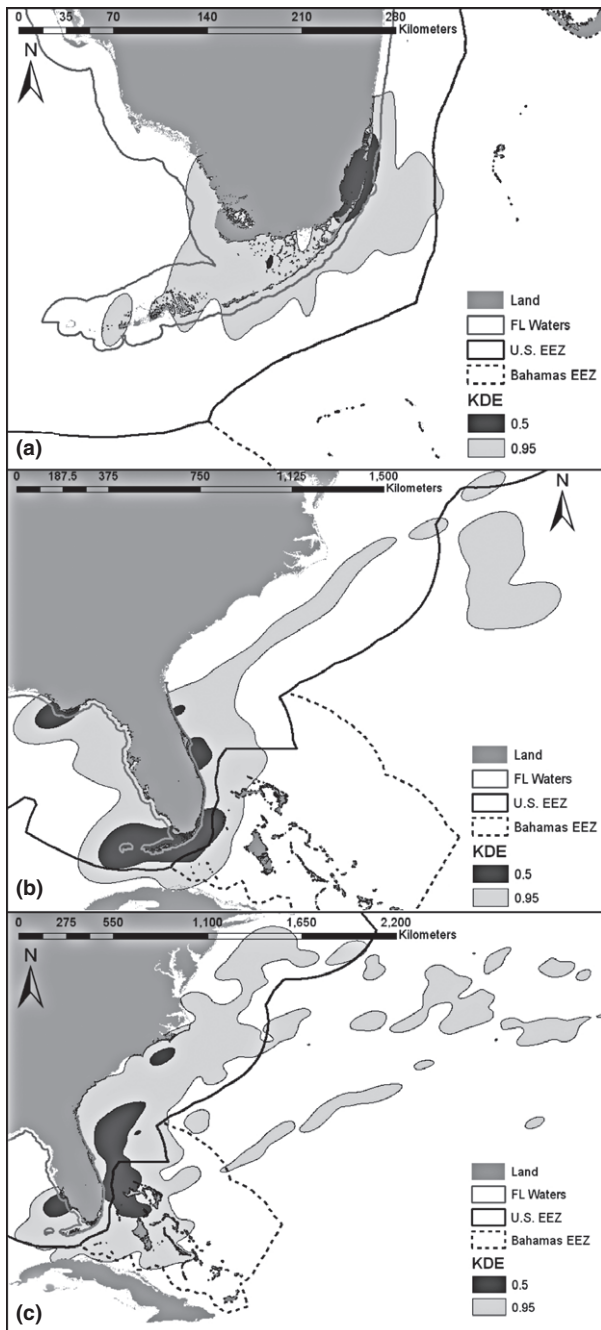 0 35 70 140 210 280
Kilometers
N
Land
FL Waters
U.S. EEZ
Bahamas EEZ
KDE
0.5
0.95
(a)
0 187.5 375 750 1,125 1,500
Kilometers
N
Land
FL Waters
U.S. EEZ
Bahamas EEZ
KDE
0.5
0.95
(b)
0 275 550 1,100 1,650 2,200
Kilometers
N
Land
FL Waters
U.S. EEZ
Bahamas EEZ
KDE
0.5
0.95
(c)